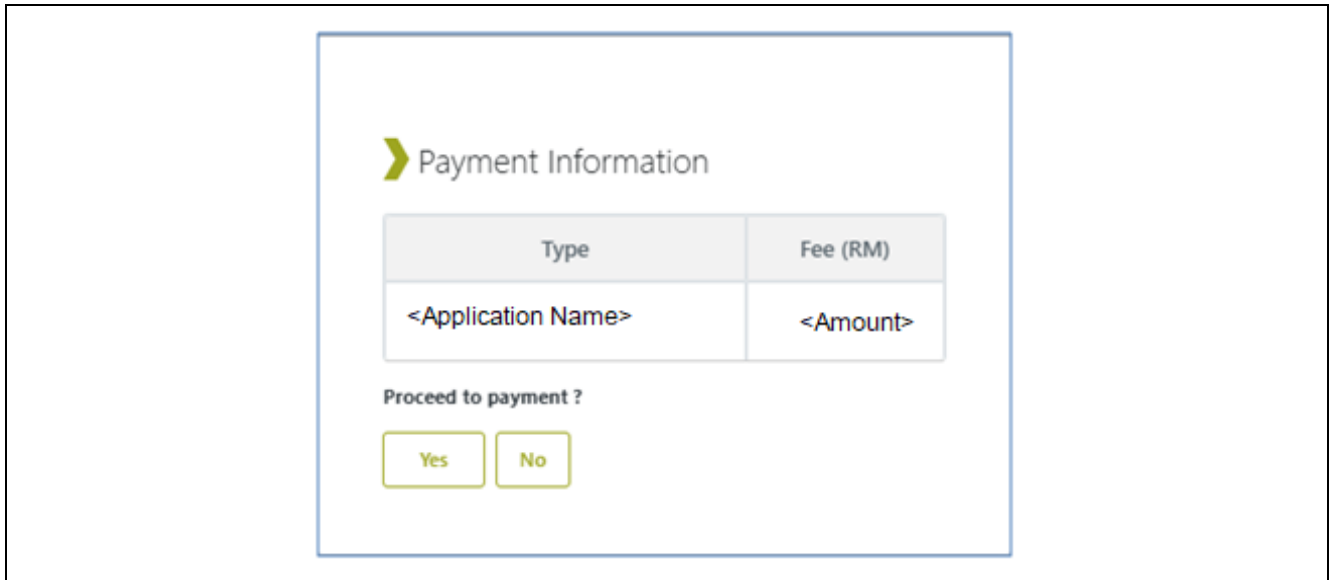 Payment Information
Type Fee (RM)
<Application Name> <Amount>
Proceed to payment ?
Yes No